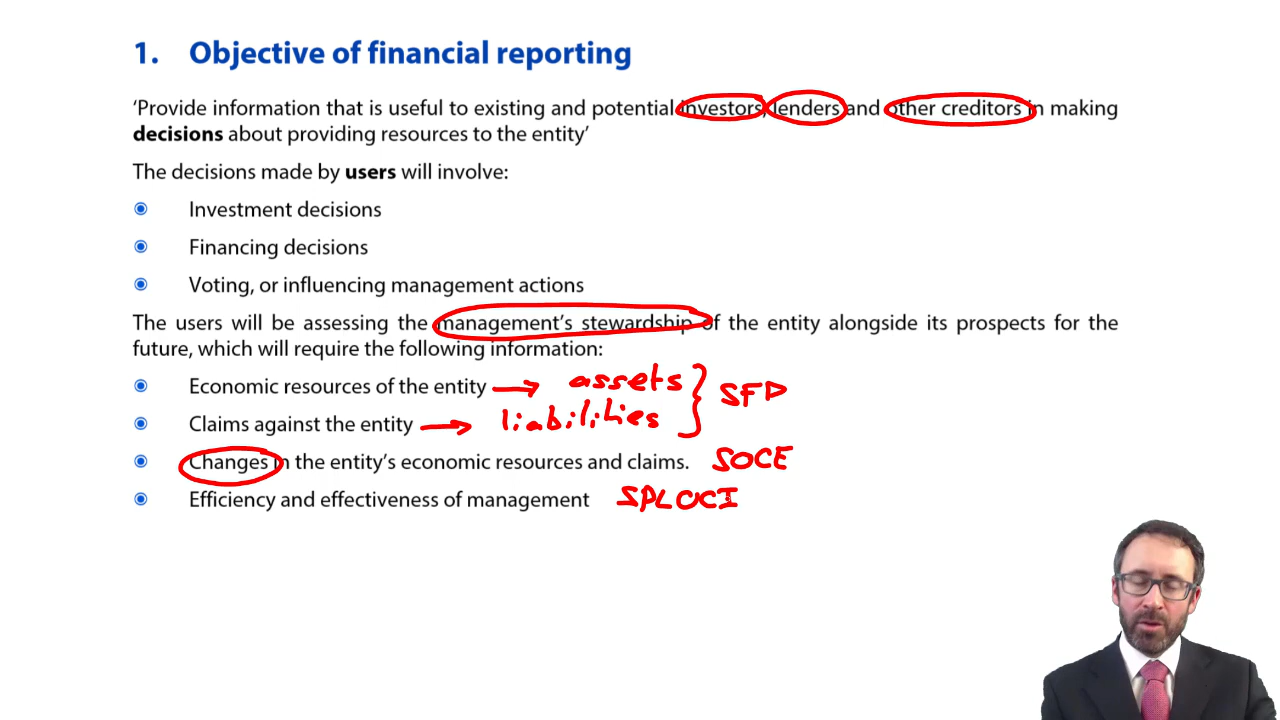 1. Objective of financial reporting
‘Provide information that is useful to existing and potential investors, lenders and other creditors in making
decisions about providing resources to the entity’
The decisions made by users will involve:
Investment decisions
Financing decisions
Voting, or influencing management actions
The users will be assessing the management’s stewardship of the entity alongside its prospects for the
future, which will require the following information:
Economic resources of the entity → assets } SFP
Claims against the entity → liabilities
Changes in the entity’s economic resources and claims. SOCE
Efficiency and effectiveness of management SPLOCI